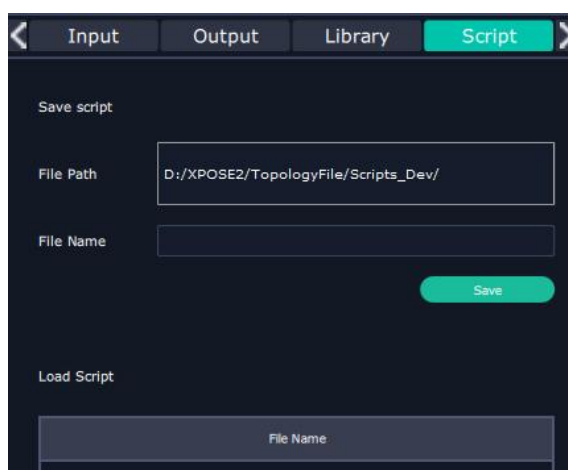 Input Output Library Script
Save script
File Path D:/XPOSE2/TopologyFile/Scripts_Dev/
File Name
Save
Load Script
File Name